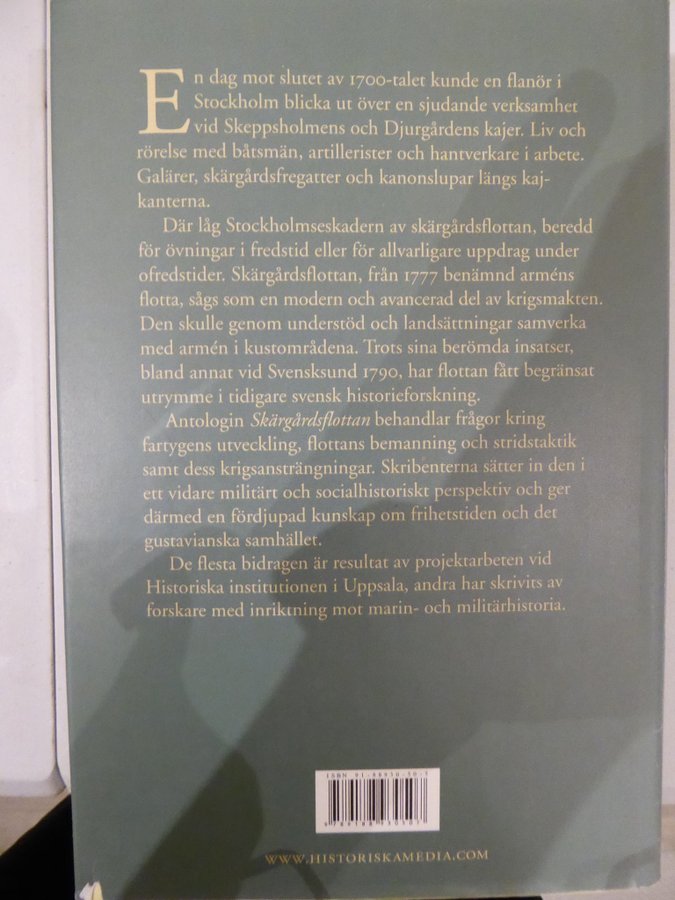 En dag mot slutet av 1700-talet kunde en flanör i
Stockholm blicka ut över en sjudande verksamhet
vid Skeppsholmens och Djurgårdens kajer. Liv och
rörelse med båtsmän, artillerister och hantverkare i arbete.
Galärer, skärgårdsfregatter och kanonslupar längs kaj-
kanterna.
Där låg Stockholmseskadern av skärgårdsflottan, beredd
för övningar i fredstid eller för allvarligare uppdrag under
ofredstider. Skärgårdsflottan, från 1777 benämnd arméns
flotta, sågs som en modern och avancerad del av krigsmakten.
Den skulle genom understöd och landsättningar samverka
med armén i kustområdena. Trots sina berömda insatser,
bland annat vid Svensksund 1790, har flottan fått begränsat
utrymme i tidigare svensk historieforskning.
Antologin Skärgårdsflottan behandlar frågor kring
fartygens utveckling, flottans bemanning och stridstaktik
samt dess krigsansträngningar. Skribenterna sätter in den i
ett vidare militärt och socialhistoriskt perspektiv och ger
därmed en fördjupad kunskap om frihetstiden och det
gustavianska samhället.
De flesta bidragen är resultat av projektarbeten vid
Historiska institutionen i Uppsala, andra har skrivits av
forskare med inriktning mot marin- och militärhistoria.
ISBN
WWW.HISTORISKAMEDIA.COM